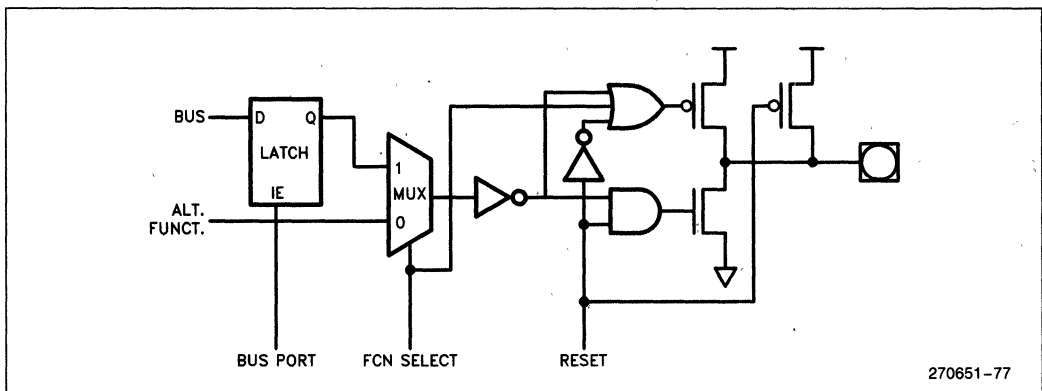 BUS
D Q
LATCH
IE
ALT.
FUNCT.
1
MUX
0
BUS PORT
FCN SELECT
RESET
270651-77